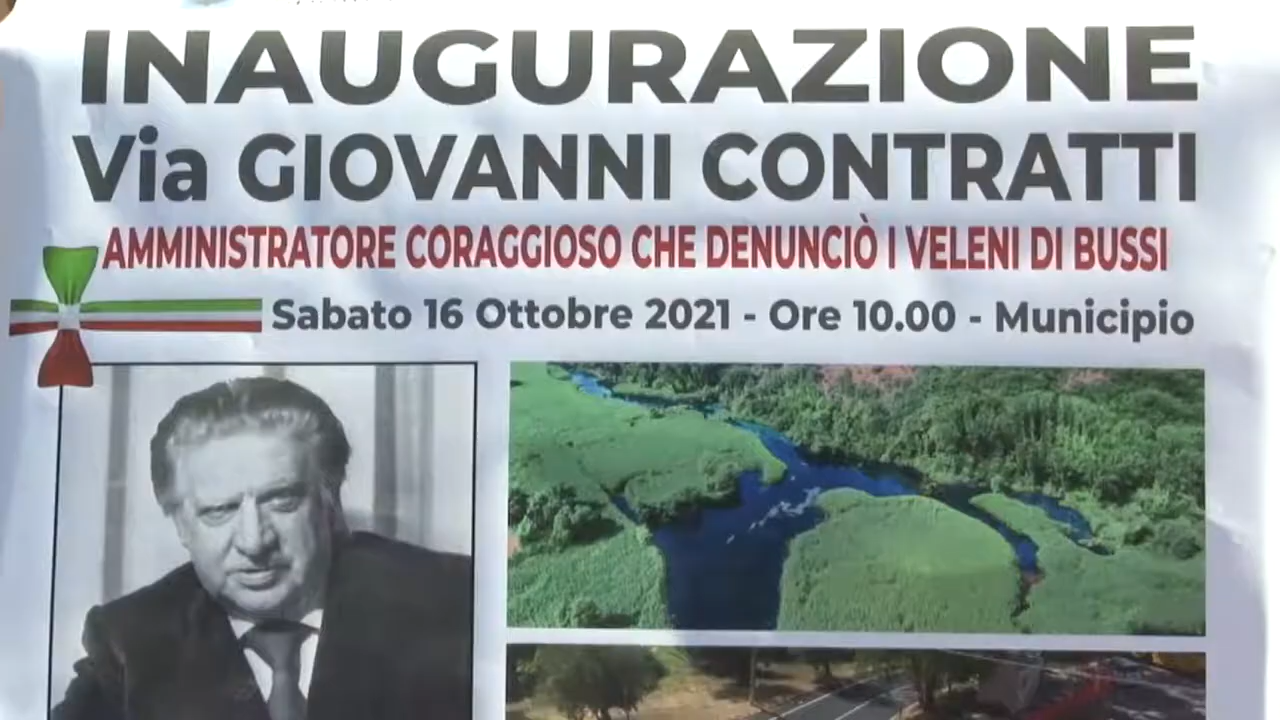 INAUGURAZIONE
Via GIOVANNI CONTRATTI
AMMINISTRATORE CORAGGIOSO CHE DENUNCIÒ I VELENI DI BUSSI
Sabato 16 Ottobre 2021 - Ore 10.00 - Municipio